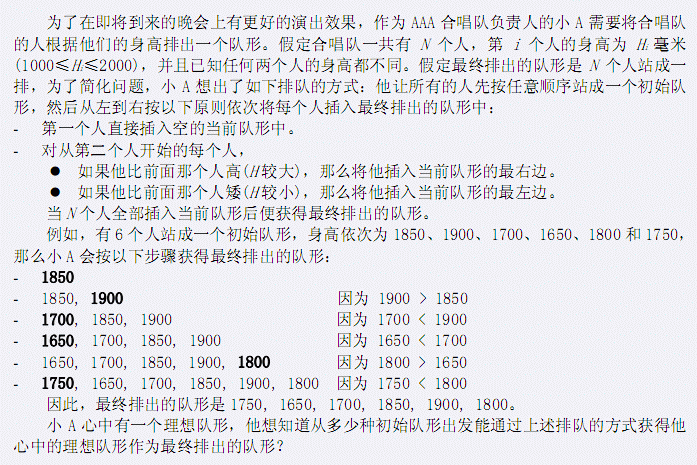 为了在即将到来的晚会上有更好的演出效果，作为 AAA 合唱队负责人的小 A 需要将合唱队
的人根据他们的身高排出一个队形。假定合唱队一共有 N 个人，第 i 个人的身高为 Hi 毫米
(1000≤Hi≤2000)，并且已知任何两个人的身高都不同。假定最终排出的队形是 N 个人站成一
排，为了简化问题，小 A 想出了如下排队的方式：他让所有的人先按任意顺序站成一个初始队
形，然后从左到右按以下原则依次将每个人插入最终排出的队形中：
- 第一个人直接插入空的当前队形中。
- 对从第二个人开始的每个人，
● 如果他比前面那个人高(H较大)，那么将他插入当前队形的最右边。
● 如果他比前面那个人矮(H较小)，那么将他插入当前队形的最左边。
当 N 个人全部插入当前队形后便获得最终排出的队形。
例如，有 6 个人站成一个初始队形，身高依次为 1850、1900、1700、1650、1800 和 1750，
那么小 A 会按以下步骤获得最终排出的队形：
- 1850
- 1850, 1900 因为 1900 > 1850
- 1700, 1850, 1900 因为 1700 < 1900
- 1650, 1700, 1850, 1900 因为 1650 < 1700
- 1650, 1700, 1850, 1900, 1800 因为 1800 > 1650
- 1750, 1650, 1700, 1850, 1900, 1800 因为 1750 < 1800
因此，最终排出的队形是 1750, 1650, 1700, 1850, 1900, 1800。
小 A 心中有一个理想队形，他想知道从多少种初始队形出发能通过上述排队的方式获得他
心中的理想队形作为最终排出的队形？